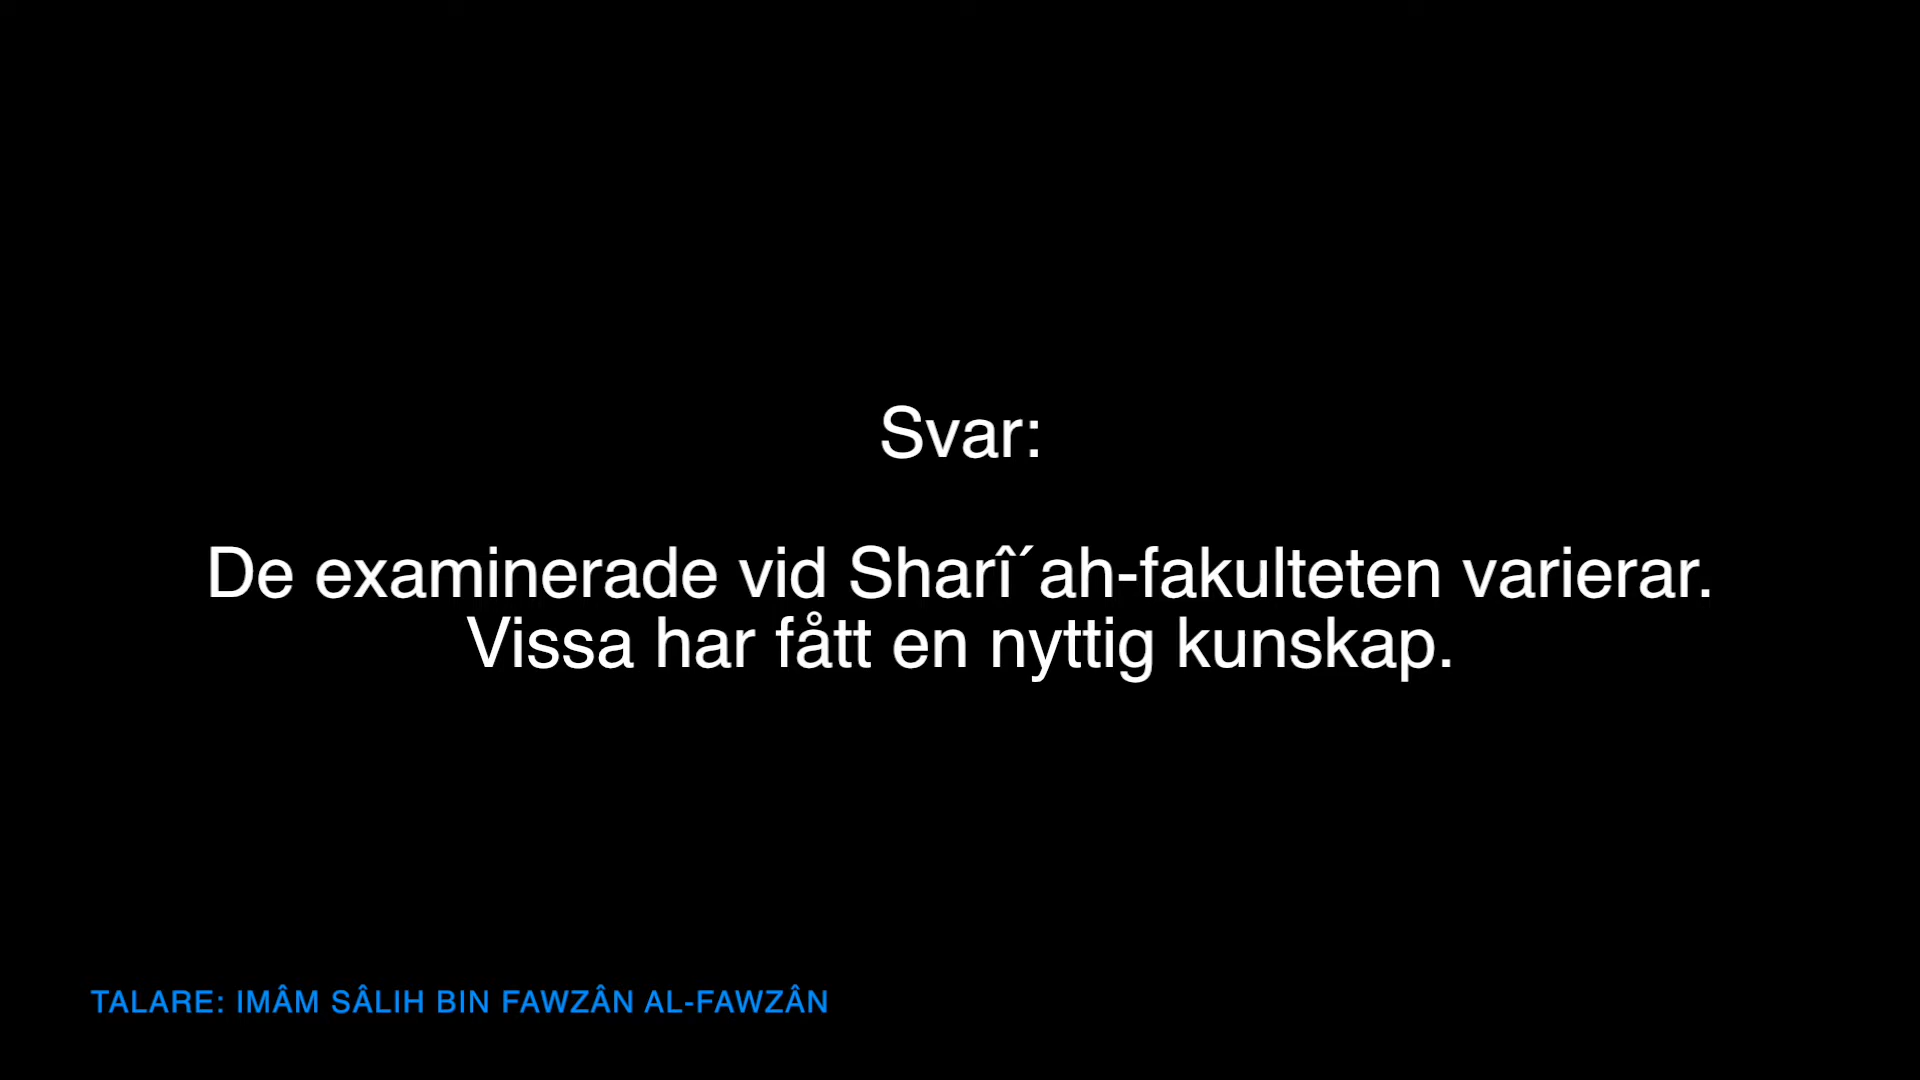 Svar:
De examinerade vid Sharî´ah-fakulteten varierar.
Vissa har fått en nyttig kunskap.
TALARE: IMÂM SÂLIH BIN FAWZÂN AL-FAWZÂN